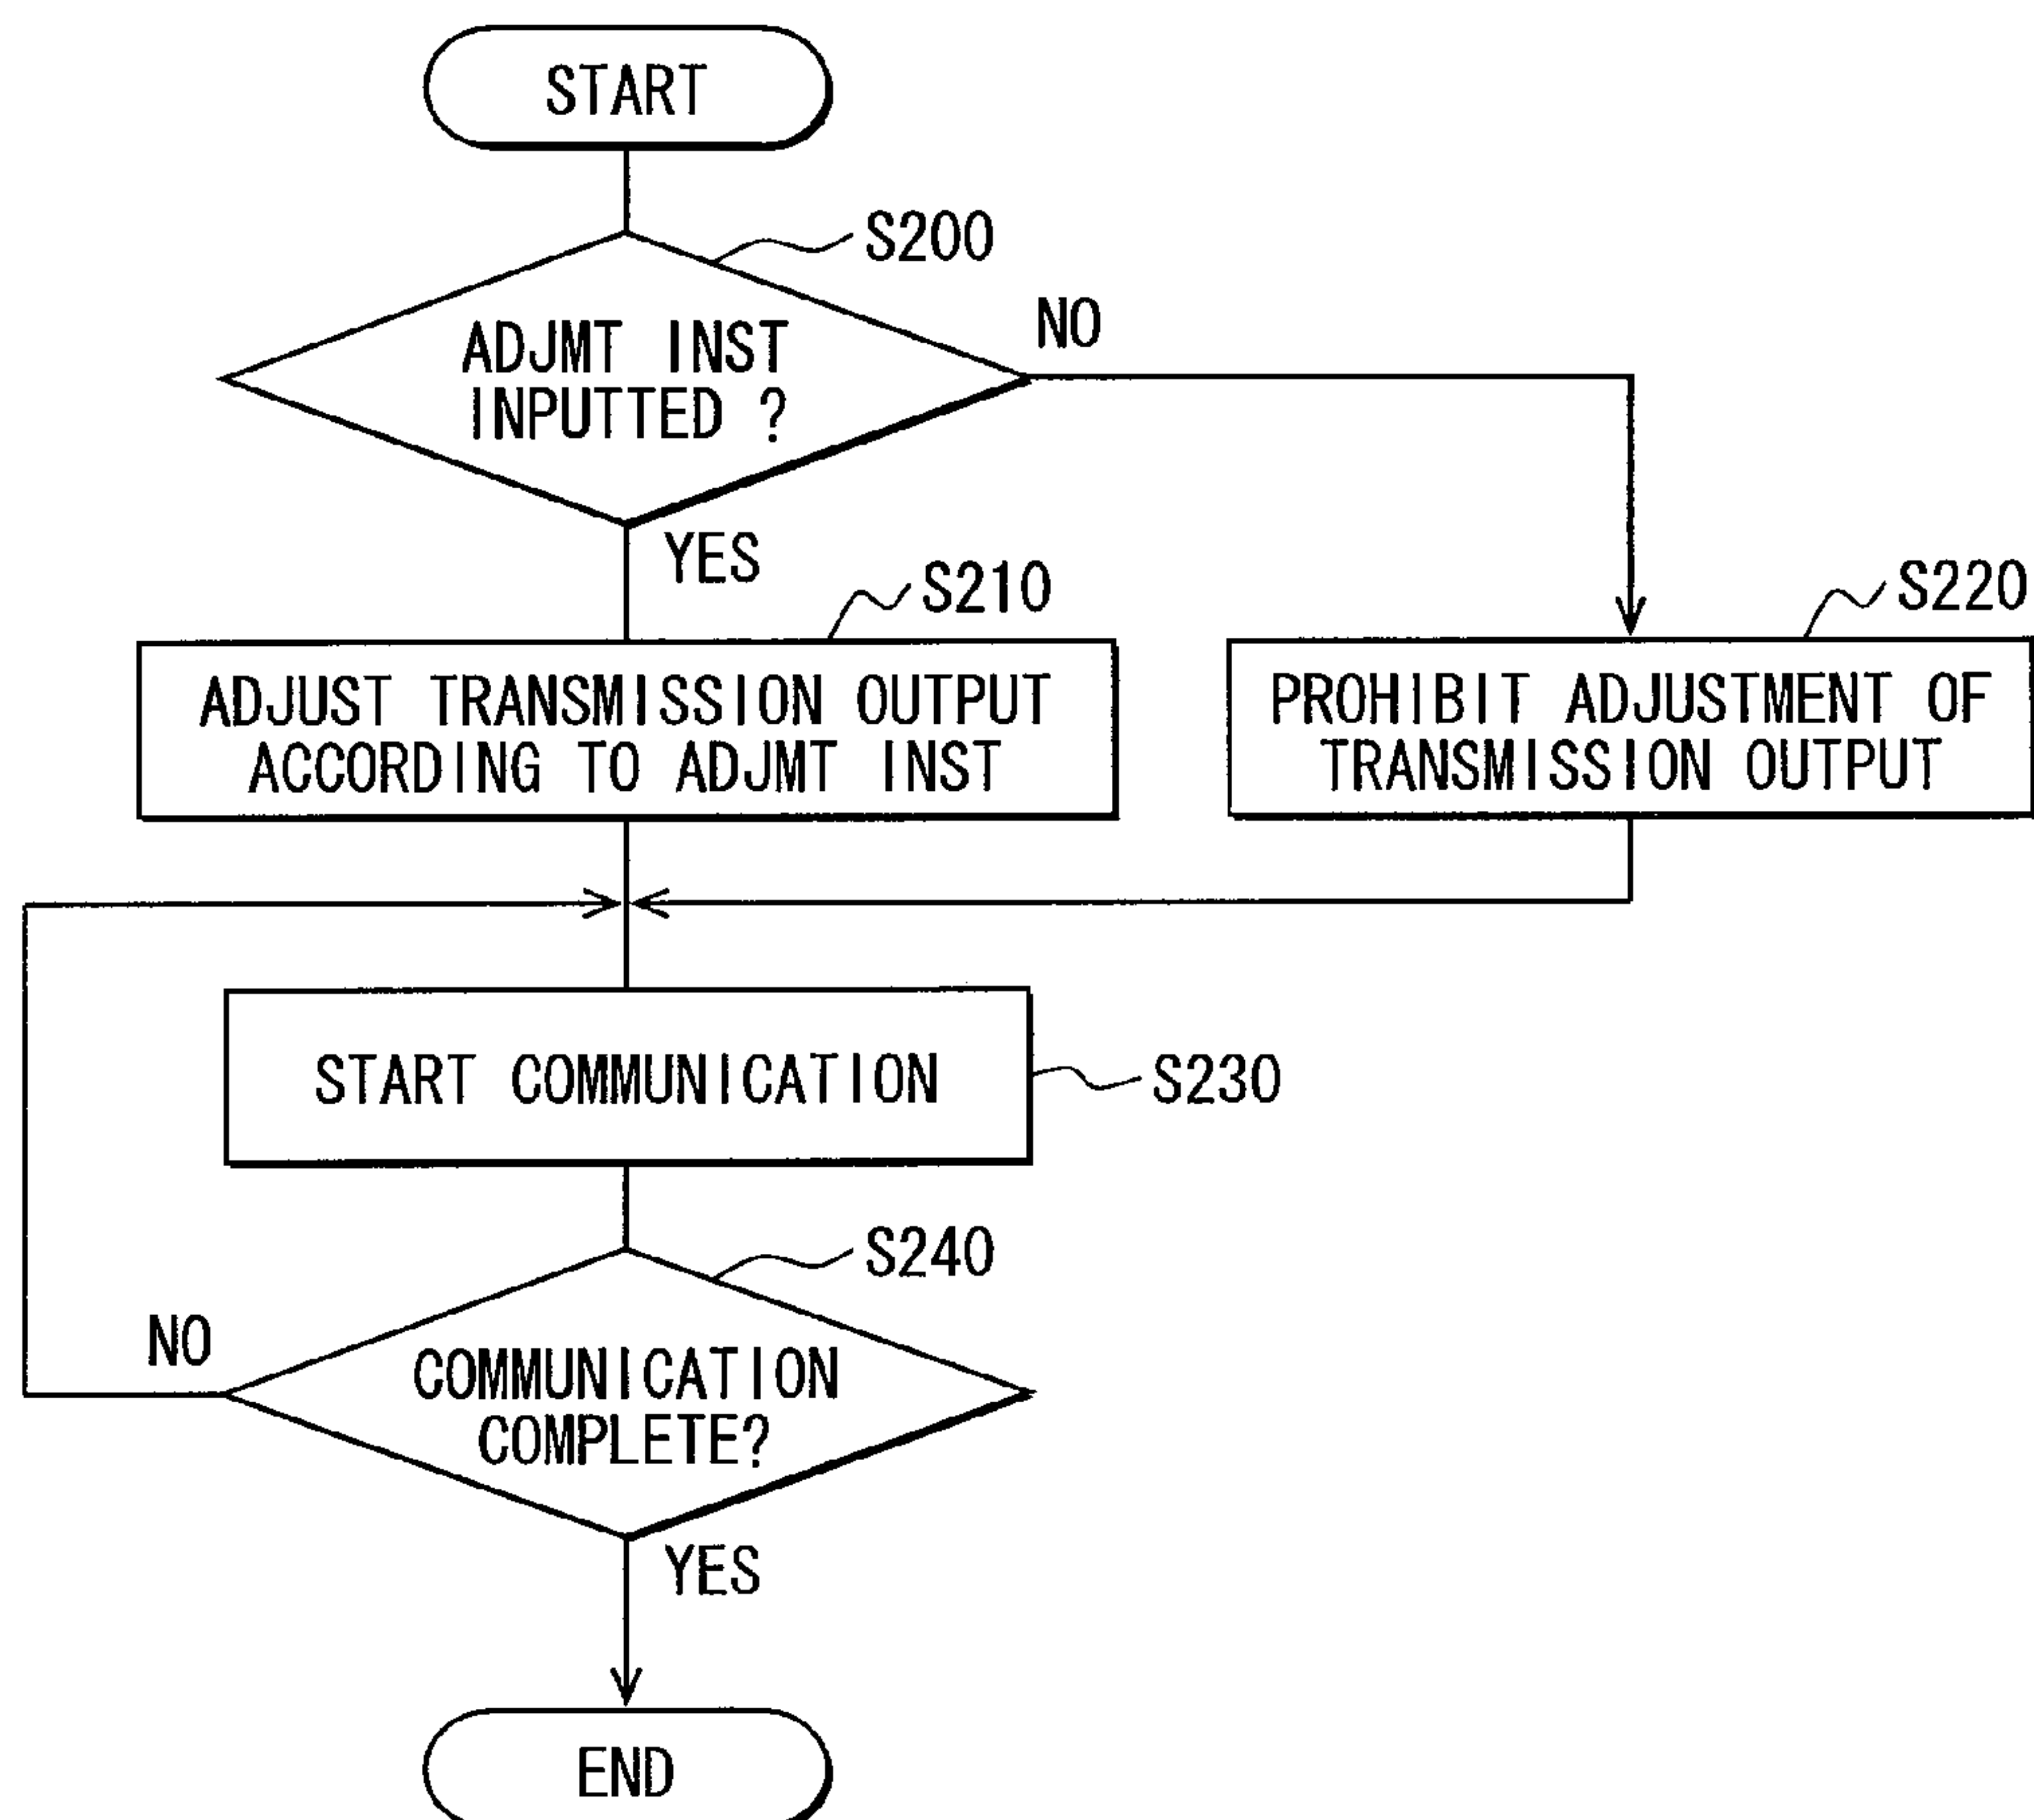 START
S200
ADJMT INST
INPUTTED ?
NO
YES
S210
S220
ADJUST TRANSMISSION OUTPUT
ACCORDING TO ADJMT INST
PROHIBIT ADJUSTMENT OF
TRANSMISSION OUTPUT
START COMMUNICATION
S230
S240
NO
COMMUNICATION
COMPLETE?
YES
END